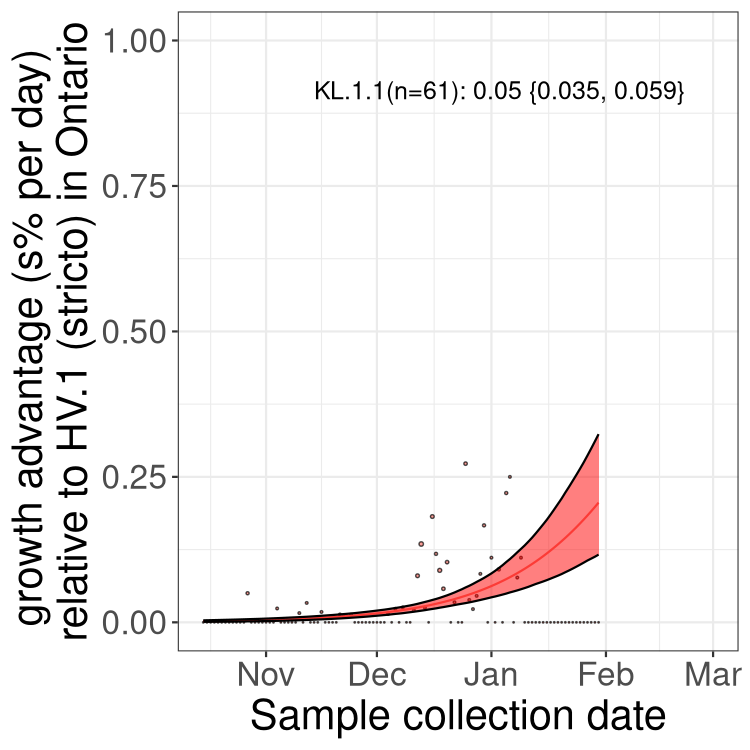 growth advantage (s% per day)
relative to HV.1 (stricto) in Ontario
1.00
0.75
0.50
0.25
0.00
KL.1.1(n=61): 0.05 {0.035, 0.059}
Nov Dec Jan Feb Mar
Sample collection date